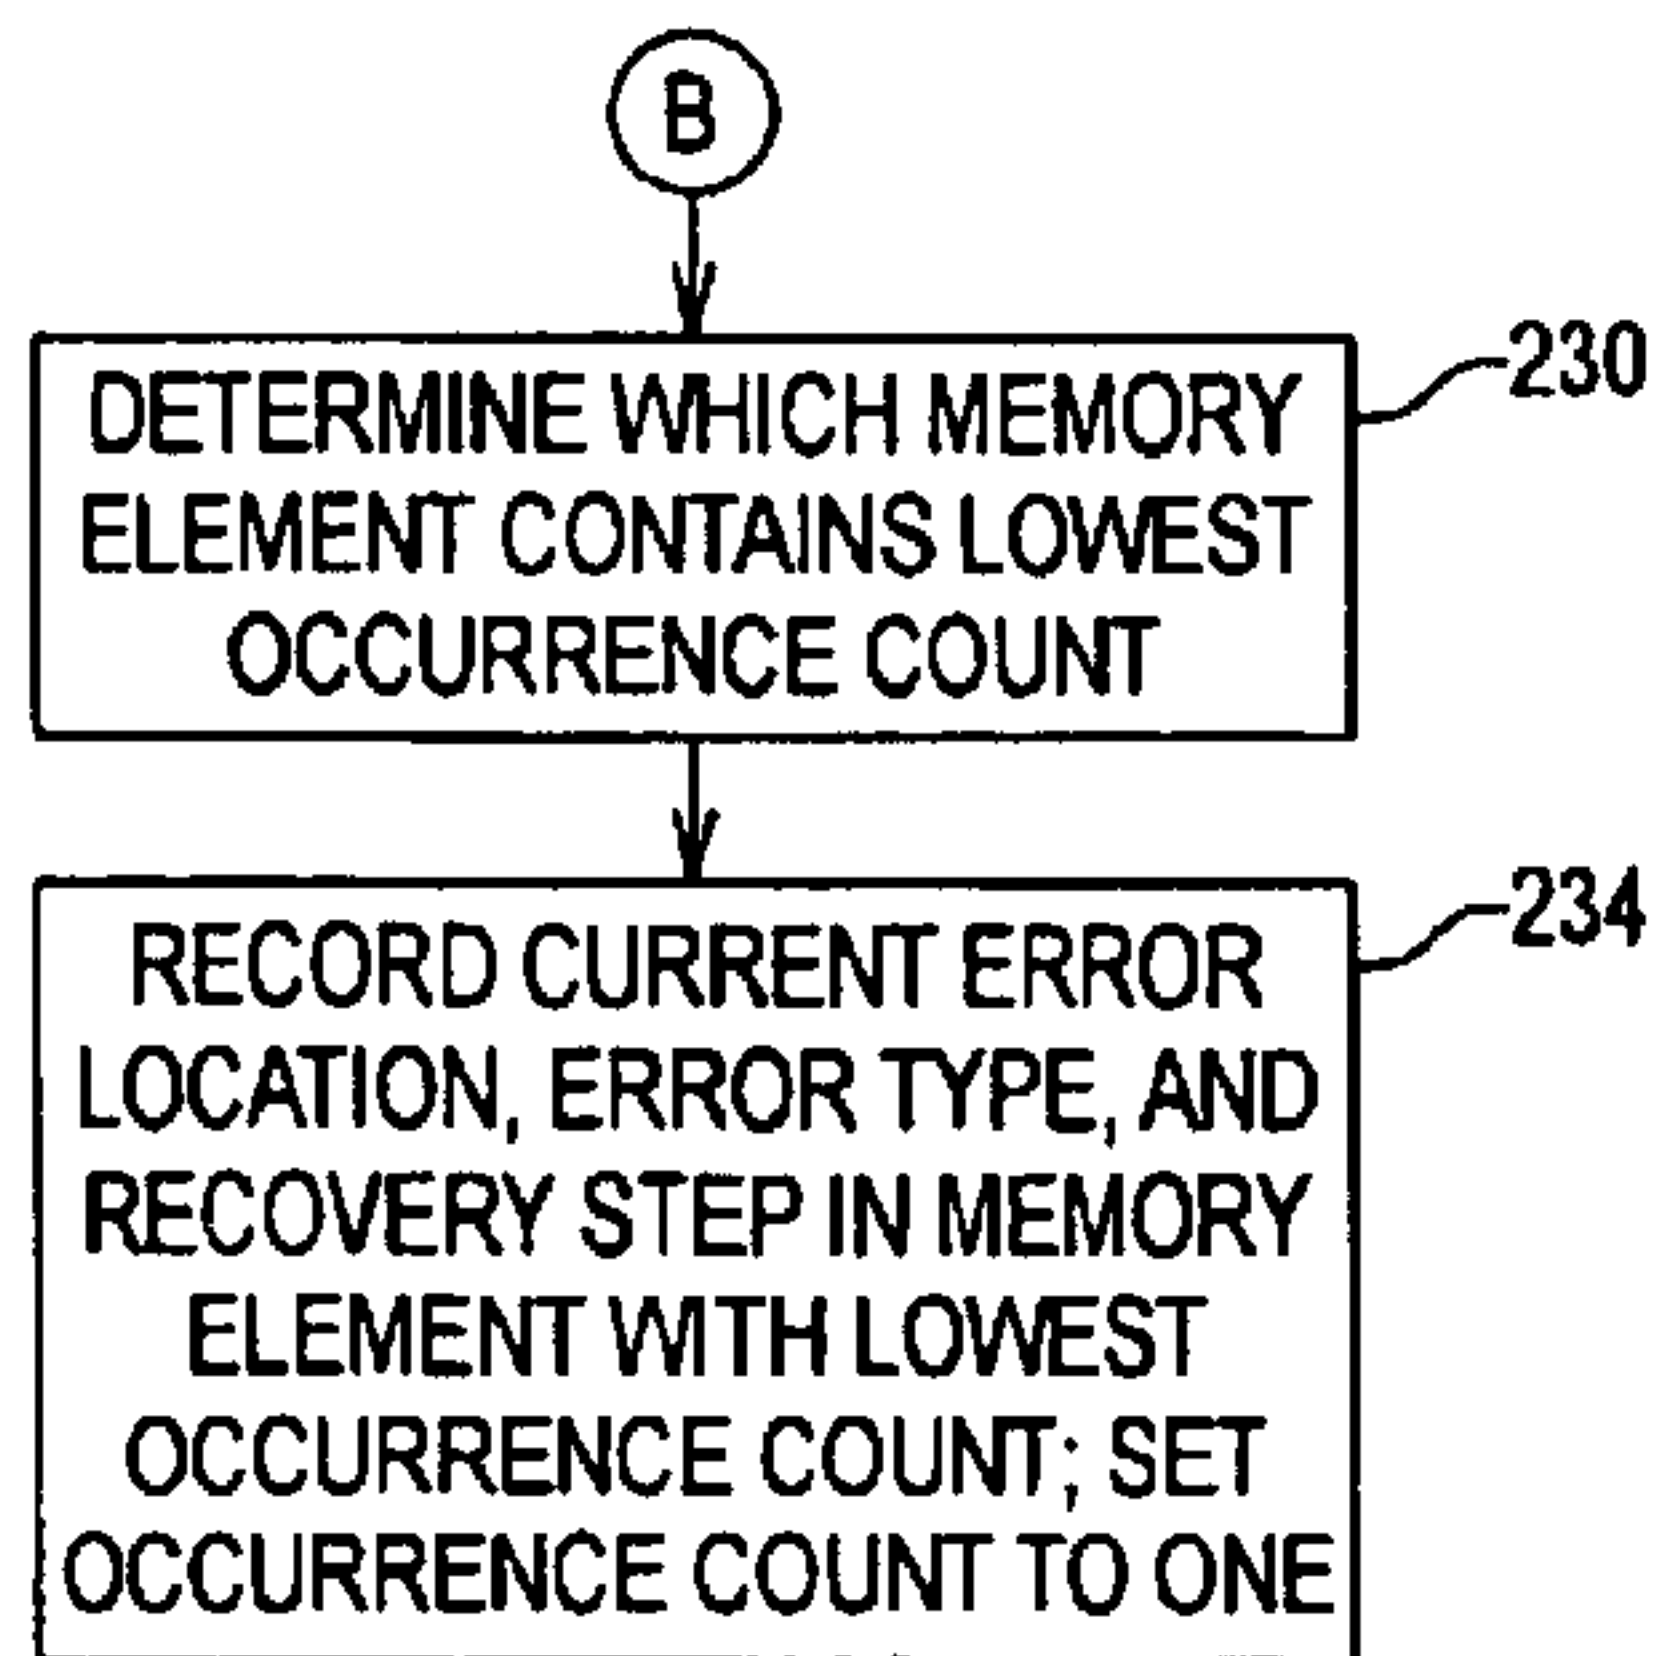 B
230
DETERMINE WHICH MEMORY
ELEMENT CONTAINS LOWEST
OCCURRENCE COUNT
234
RECORD CURRENT ERROR
LOCATION, ERROR TYPE, AND
RECOVERY STEP IN MEMORY
ELEMENT WITH LOWEST
OCCURRENCE COUNT; SET
OCCURRENCE COUNT TO ONE